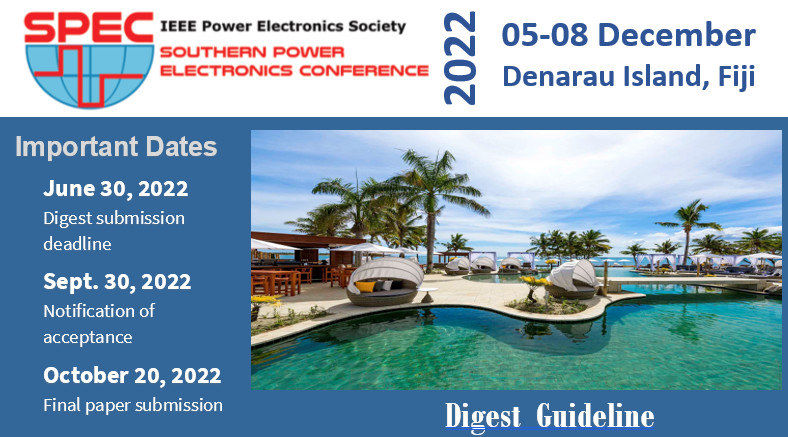 SPEC
IEEE Power Electronics Society
SOUTHERN POWER
ELECTRONICS CONFERENCE
2022
05-08 December
Denarau Island, Fiji
Important Dates
June 30, 2022
Digest submission
deadline
Sept. 30, 2022
Notification of
acceptance
October 20, 2022
Final paper submission
Digest Guideline